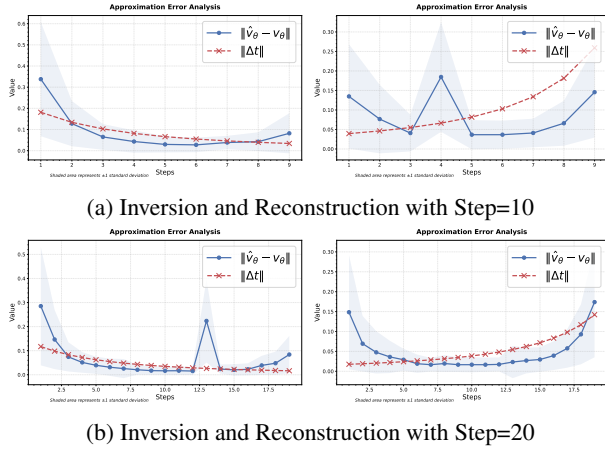 Approximation Error Analysis
Value
0.6
0.5
0.4
0.3
0.2
0.1
0.0
‖v̂θ − vθ‖
‖Δt‖
1 2 3 4 5 6 7 8 9
Steps
Shaded area represents ±1 standard deviation
Approximation Error Analysis
Value
0.30
0.25
0.20
0.15
0.10
0.05
0.00
‖v̂θ − vθ‖
‖Δt‖
1 2 3 4 5 6 7 8 9
Steps
Shaded area represents ±1 standard deviation
(a) Inversion and Reconstruction with Step=10
Approximation Error Analysis
Value
0.5
0.4
0.3
0.2
0.1
0.0
‖v̂θ − vθ‖
‖Δt‖
2.5 5.0 7.5 10.0 12.5 15.0 17.5
Steps
Shaded area represents ±1 standard deviation
Approximation Error Analysis
Value
0.30
0.25
0.20
0.15
0.10
0.05
0.00
‖v̂θ − vθ‖
‖Δt‖
2.5 5.0 7.5 10.0 12.5 15.0 17.5
Steps
Shaded area represents ±1 standard deviation
(b) Inversion and Reconstruction with Step=20